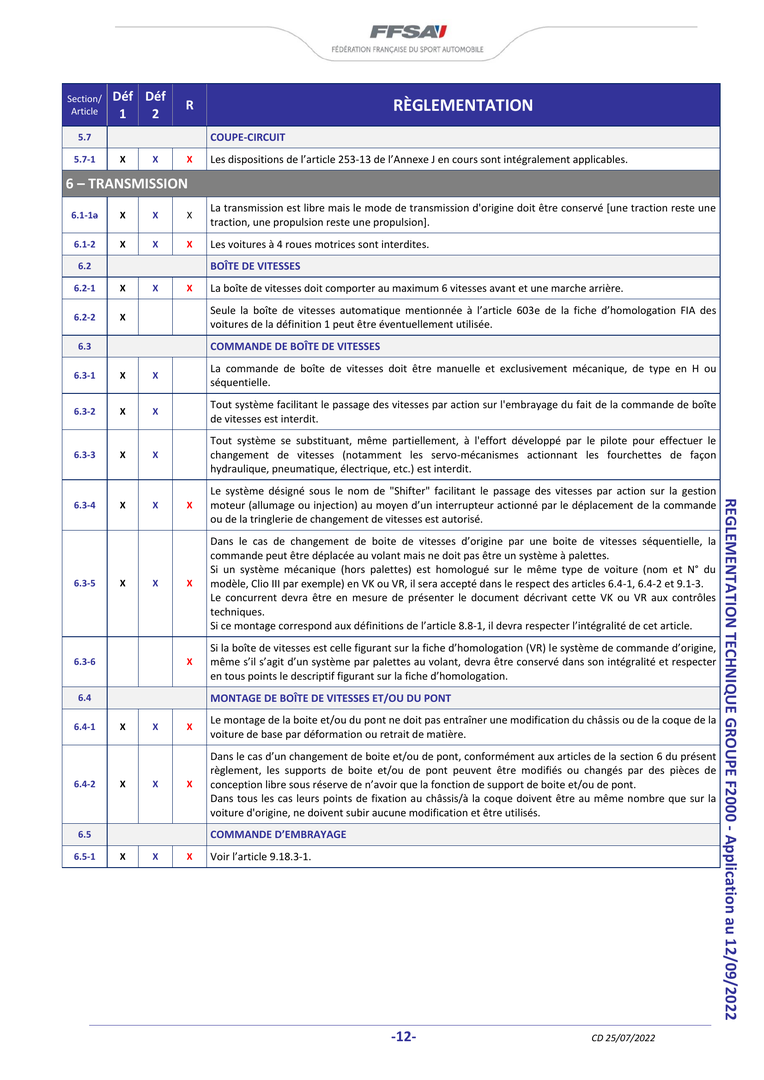 FFSA
FÉDÉRATION FRANÇAISE DU SPORT AUTOMOBILE
Section/ Article Déf 1 Déf 2 R RÈGLEMENTATION
5.7 COUPE-CIRCUIT
5.7-1 X X X Les dispositions de l'article 253-13 de l'Annexe J en cours sont intégralement applicables.
6 – TRANSMISSION
6.1-1a X X X La transmission est libre mais le mode de transmission d'origine doit être conservé [une traction reste une
traction, une propulsion reste une propulsion].
6.1-2 X X X Les voitures à 4 roues motrices sont interdites.
6.2 BOÎTE DE VITESSES
6.2-1 X X X La boîte de vitesses doit comporter au maximum 6 vitesses avant et une marche arrière.
6.2-2 X Seule la boîte de vitesses automatique mentionnée à l'article 603e de la fiche d'homologation FIA des
voitures de la définition 1 peut être éventuellement utilisée.
6.3 COMMANDE DE BOÎTE DE VITESSES
6.3-1 X X La commande de boîte de vitesses doit être manuelle et exclusivement mécanique, de type en H ou
séquentielle.
6.3-2 X X Tout système facilitant le passage des vitesses par action sur l'embrayage du fait de la commande de boîte
de vitesses est interdit.
6.3-3 X X Tout système se substituant, même partiellement, à l'effort développé par le pilote pour effectuer le
changement de vitesses (notamment les servo-mécanismes actionnant les fourchettes de façon
hydraulique, pneumatique, électrique, etc.) est interdit.
6.3-4 X X X Le système désigné sous le nom de "Shifter" facilitant le passage des vitesses par action sur la gestion
moteur (allumage ou injection) au moyen d'un interrupteur actionné par le déplacement de la commande
ou de la tringlerie de changement de vitesses est autorisé.
6.3-5 X X X Dans le cas de changement de boite de vitesses d'origine par une boite de vitesses séquentielle, la
commande peut être déplacée au volant mais ne doit pas être un système à palettes.
Si un système mécanique (hors palettes) est homologué sur le même type de voiture (nom et N° du
modèle, Clio III par exemple) en VK ou VR, il sera accepté dans le respect des articles 6.4-1, 6.4-2 et 9.1-3.
Le concurrent devra être en mesure de présenter le document décrivant cette VK ou VR aux contrôles
techniques.
Si ce montage correspond aux définitions de l'article 8.8-1, il devra respecter l'intégralité de cet article.
6.3-6 X Si la boîte de vitesses est celle figurant sur la fiche d'homologation (VR) le système de commande d'origine,
même s'il s'agit d'un système par palettes au volant, devra être conservé dans son intégralité et respecter
en tous points le descriptif figurant sur la fiche d'homologation.
6.4 MONTAGE DE BOÎTE DE VITESSES ET/OU DU PONT
6.4-1 X X X Le montage de la boite et/ou du pont ne doit pas entraîner une modification du châssis ou de la coque de la
voiture de base par déformation ou retrait de matière.
6.4-2 X X X Dans le cas d'un changement de boite et/ou de pont, conformément aux articles de la section 6 du présent
règlement, les supports de boite et/ou de pont peuvent être modifiés ou changés par des pièces de
conception libre sous réserve de n'avoir que la fonction de support de boite et/ou de pont.
Dans tous les cas leurs points de fixation au châssis/à la coque doivent être au même nombre que sur la
voiture d'origine, ne doivent subir aucune modification et être utilisés.
6.5 COMMANDE D'EMBRAYAGE
6.5-1 X X X Voir l'article 9.18.3-1.
REGLEMENTATION TECHNIQUE GROUPE F2000 - Application au 12/09/2022
-12-
CD 25/07/2022